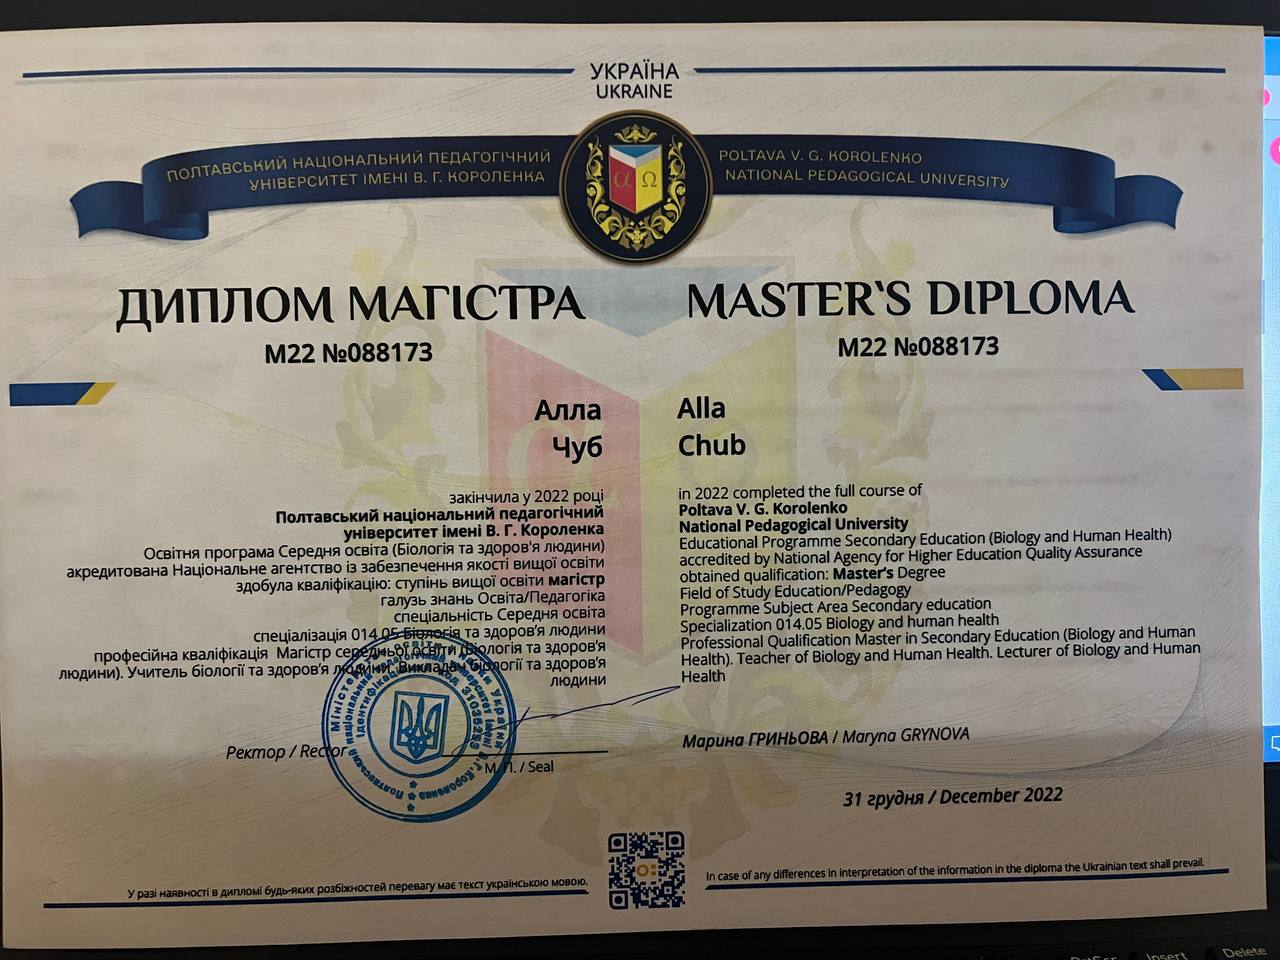 УКРАЇНА
UKRAINE
ПОЛТАВСЬКИЙ НАЦІОНАЛЬНИЙ ПЕДАГОГІЧНИЙ
УНІВЕРСИТЕТ ІМЕНІ В. Г. КОРОЛЕНКА
POLTAVA V. G. KOROLENKO
NATIONAL PEDAGOGICAL UNIVERSITY
α Ω
ДИПЛОМ МАГІСТРА
М22 №088173
Алла
Чуб
закінчила у 2022 році
Полтавський національний педагогічний
університет імені В. Г. Короленка
Освітня програма Середня освіта (Біологія та здоров'я людини)
акредитована Національне агентство із забезпечення якості вищої освіти
здобула кваліфікацію: ступінь вищої освіти магістр
галузь знань Освіта/Педагогіка
спеціальність Середня освіта
спеціалізація 014.05 Біологія та здоров'я людини
професійна кваліфікація Магістр середньої освіти (Біологія та здоров'я
людини). Учитель біології та здоров'я людини. Викладач біології та здоров'я
людини
MASTER`S DIPLOMA
M22 №088173
Alla
Chub
in 2022 completed the full course of
Poltava V. G. Korolenko
National Pedagogical University
Educational Programme Secondary Education (Biology and Human Health)
accredited by National Agency for Higher Education Quality Assurance
obtained qualification: Master's Degree
Field of Study Education/Pedagogy
Programme Subject Area Secondary education
Specialization 014.05 Biology and human health
Professional Qualification Master in Secondary Education (Biology and Human
Health). Teacher of Biology and Human Health. Lecturer of Biology and Human
Health
Ректор / Rector
М. П. / Seal
Марина ГРИНЬОВА / Maryna GRYNOVA
31 грудня / December 2022
У разі наявності в дипломі будь-яких розбіжностей перевагу має текст українською мовою.
In case of any differences in interpretation of the information in the diploma the Ukrainian text shall prevail.
Insert
Delete